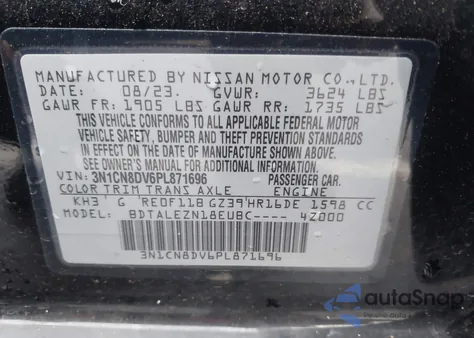 MANUFACTURED BY NISSAN MOTOR CO., LTD.
DATE: 08/23. GVWR: 3624 LBS
GAWR FR: 1905 LBS GAWR RR: 1735 LBS
THIS VEHICLE CONFORMS TO ALL APPLICABLE FEDERAL MOTOR
VEHICLE SAFETY, BUMPER AND THEFT PREVENTION STANDARDS
IN EFFECT ON THE DATE OF MANUFACTURE SHOWN ABOVE.
SEE OWNER'S MANUAL FOR ADDITIONAL INFORMATION.
VIN: 3N1CN8DV6PL871696 PASSENGER CAR.
COLOR TRIM TRANS AXLE ENGINE
KH3 G RE0F11B GZ39 HR16DE 1598 CC
MODEL: BDTALEZN18EUBC---- 42000
3N1CN8DV6PL871696
autoSnap